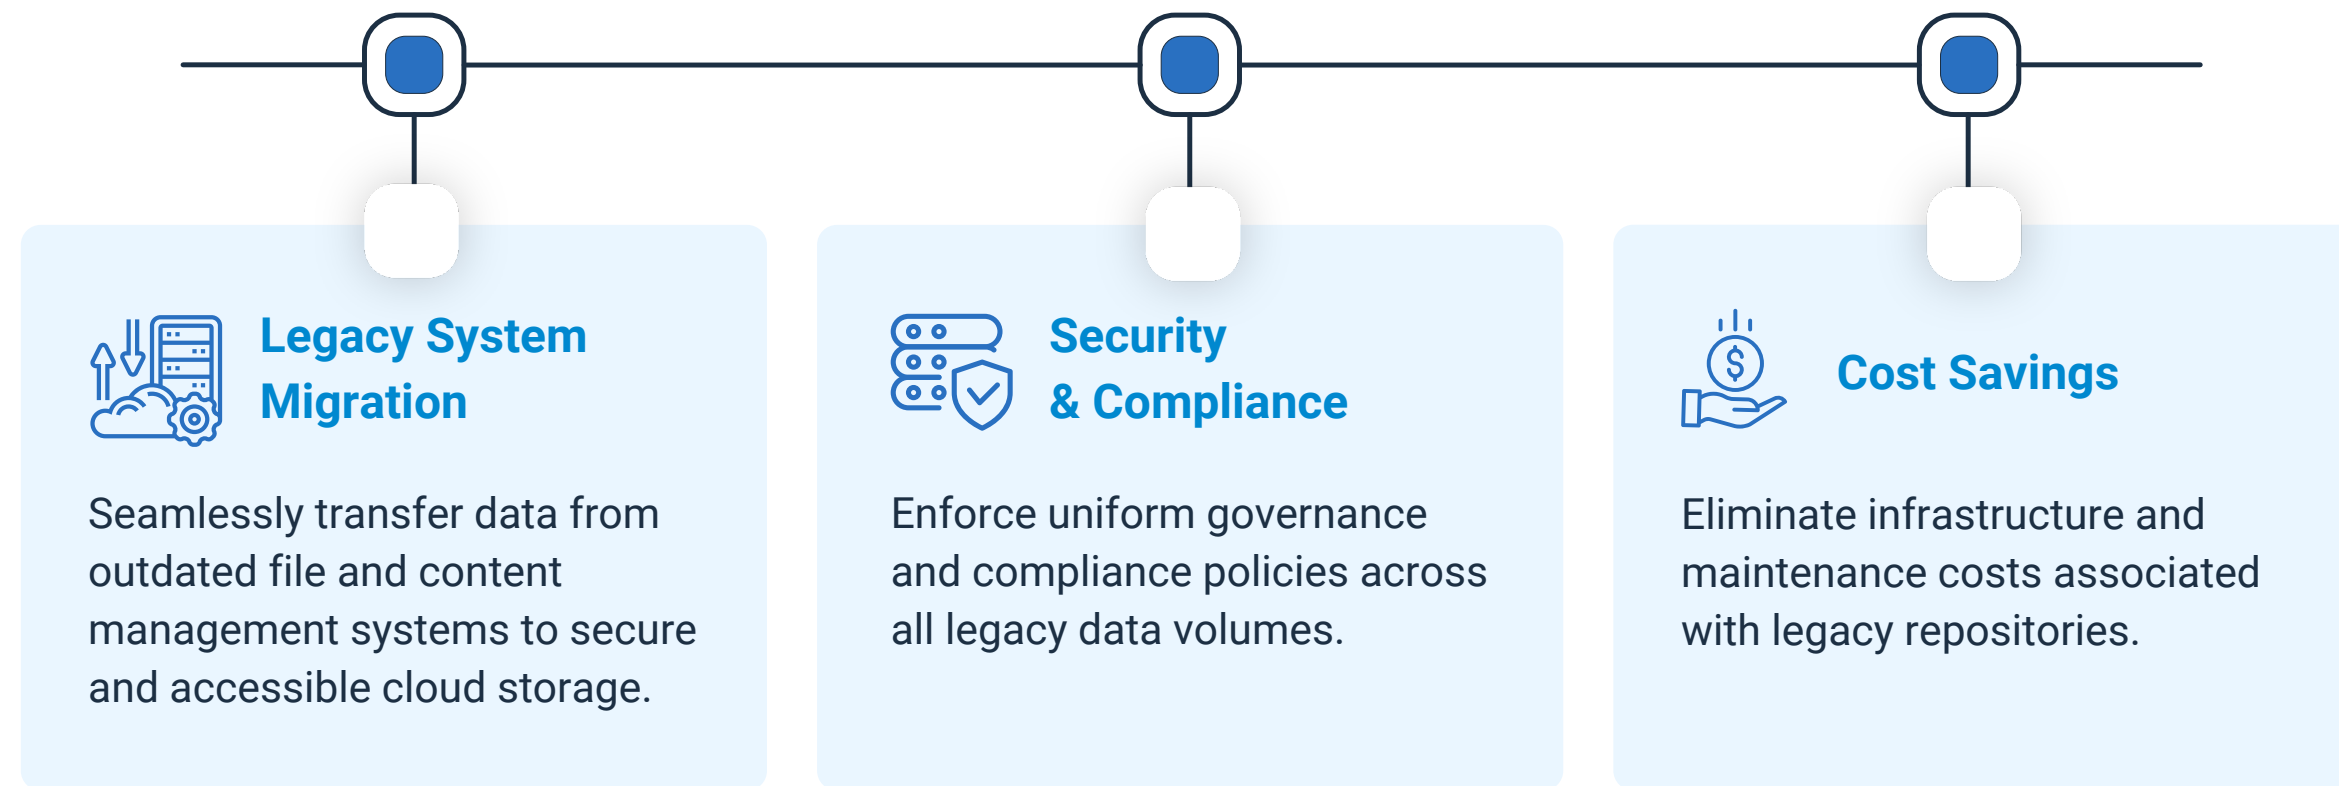 Legacy System
Migration
Seamlessly transfer data from
outdated file and content
management systems to secure
and accessible cloud storage.
Security
& Compliance
Enforce uniform governance
and compliance policies across
all legacy data volumes.
Cost Savings
Eliminate infrastructure and
maintenance costs associated
with legacy repositories.